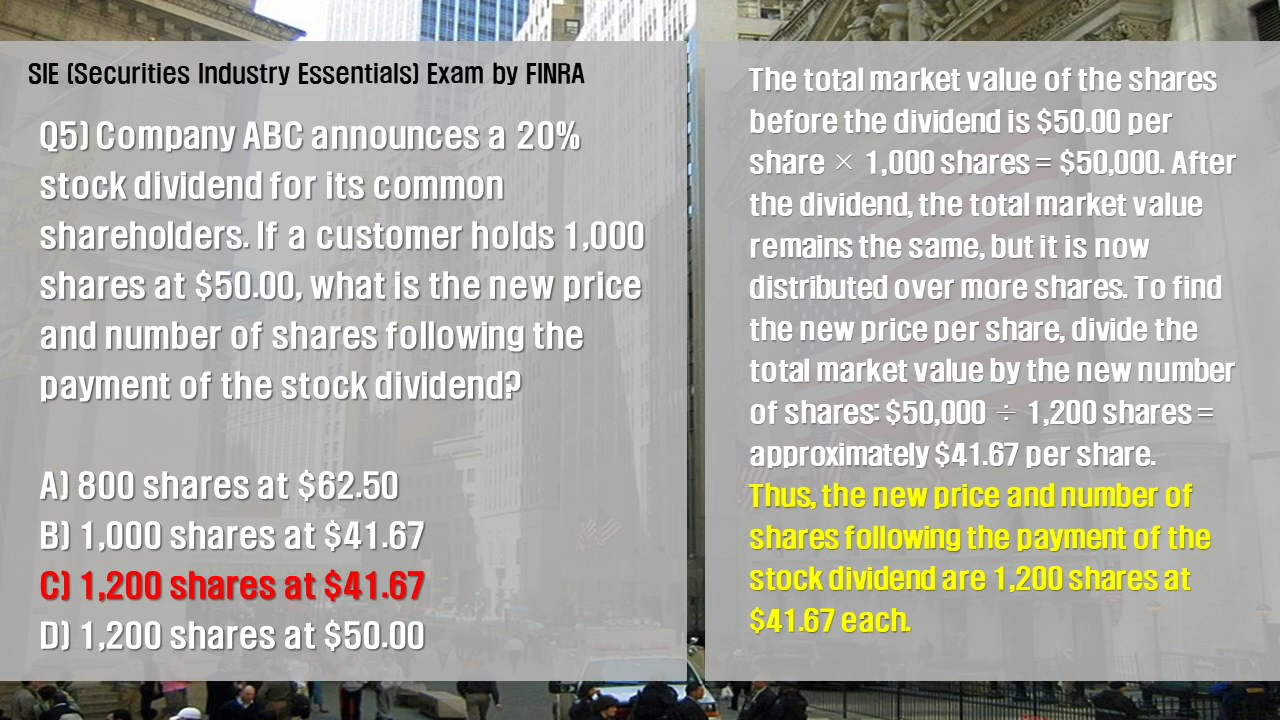 SIE (Securities Industry Essentials) Exam by FINRA
Q5) Company ABC announces a 20%
stock dividend for its common
shareholders. If a customer holds 1,000
shares at $50.00, what is the new price
and number of shares following the
payment of the stock dividend?
A) 800 shares at $62.50
B) 1,000 shares at $41.67
C) 1,200 shares at $41.67
D) 1,200 shares at $50.00
The total market value of the shares
before the dividend is $50.00 per
share × 1,000 shares = $50,000. After
the dividend, the total market value
remains the same, but it is now
distributed over more shares. To find
the new price per share, divide the
total market value by the new number
of shares: $50,000 ÷ 1,200 shares =
approximately $41.67 per share.
Thus, the new price and number of
shares following the payment of the
stock dividend are 1,200 shares at
$41.67 each.